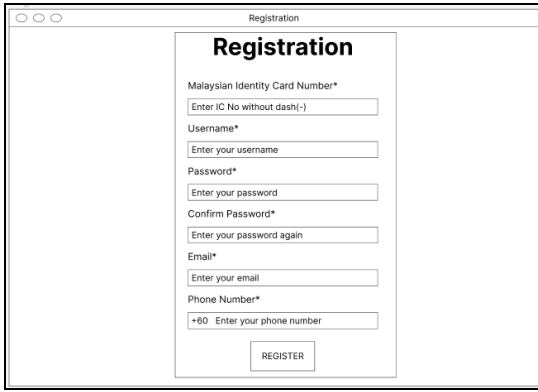 Registration
Registration
Malaysian Identity Card Number*
Enter IC No without dash(-)
Username*
Enter your username
Password*
Enter your password
Confirm Password*
Enter your password again
Email*
Enter your email
Phone Number*
+60 Enter your phone number
REGISTER